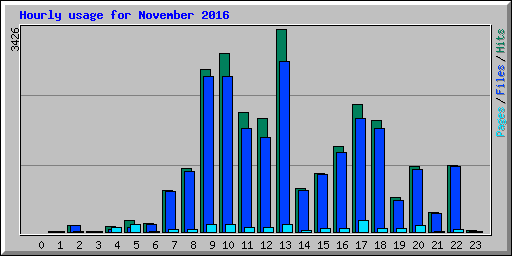 Hourly usage for November 2016
3426
Pages/Files/Hits
0 1 2 3 4 5 6 7 8 9 10 11 12 13 14 15 16 17 18 19 20 21 22 23